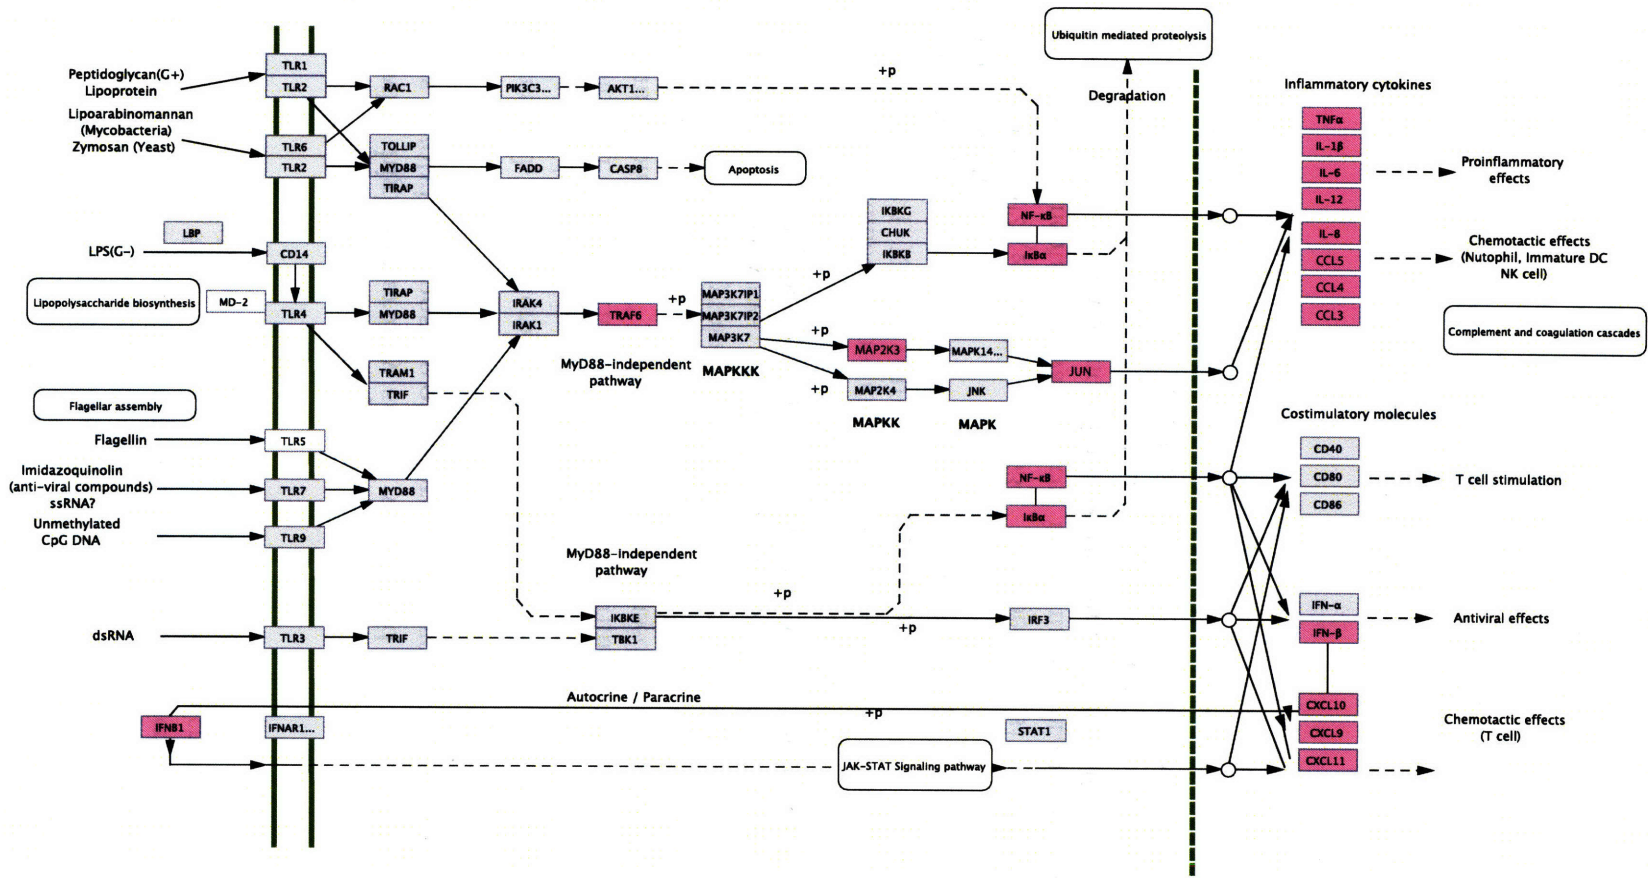 Ubiquitin mediated proteolysis
Degradation
+p
Peptidoglycan(G+)
Lipoprotein
TLR1
TLR2
RAC1
PIK3C3...
AKT1...
Lipoarabinomannan
(Mycobacteria)
Zymosan (Yeast)
TLR6
TLR2
TOLLIP
MYD88
TIRAP
FADD
CASP8
Apoptosis
LBP
LPS(G-)
CD14
Lipopolysaccharide biosynthesis
MD-2
TLR4
TIRAP
MYD88
IRAK4
IRAK1
TRAF6
+p
MAP3K7IP1
MAP3K7IP2
MAP3K7
MAPKKK
MyD88-independent
pathway
+p
+p
+p
IKBKG
CHUK
IKBKB
NF-κB
IκBα
MAP2K3
MAP2K4
MAPKK
MAPK14...
JNK
MAPK
JUN
TRAM1
TRIF
Flagellar assembly
Flagellin
TLR5
Imidazoquinolin
(anti-viral compounds)
ssRNA?
TLR7
MYD88
Unmethylated
CpG DNA
TLR9
NF-κB
IκBα
MyD88-independent
pathway
+p
+p
IKBKE
TBK1
IRF3
dsRNA
TLR3
TRIF
Autocrine / Paracrine
+p
IFNB1
IFNAR1...
STAT1
JAK-STAT Signaling pathway
Inflammatory cytokines
TNFα
IL-1β
IL-6
IL-12
Proinflammatory
effects
IL-8
CCL5
CCL4
CCL3
Chemotactic effects
(Nutophil, Immature DC
NK cell)
Complement and coagulation cascades
Costimulatory molecules
CD40
CD80
CD86
T cell stimulation
IFN-α
IFN-β
Antiviral effects
CXCL10
CXCL9
CXCL11
Chemotactic effects
(T cell)